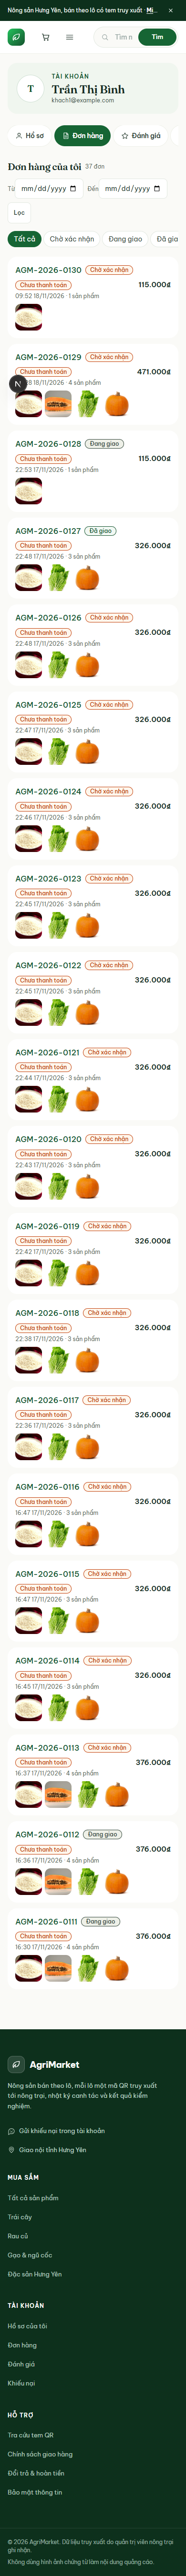 Nông sản Hưng Yên, bán theo lô có tem truy xuất · Mi...
Tìm n
Tìm
T
TÀI KHOẢN
Trần Thị Bình
khach1@example.com
Hồ sơ
Đơn hàng
Đánh giá
Đơn hàng của tôi 37 đơn
Từ mm/dd/yyyy Đến mm/dd/yyyy
Lọc
Tất cả
Chờ xác nhận
Đang giao
Đã gia
AGM-2026-0130 Chờ xác nhận
Chưa thanh toán 115.000₫
09:52 18/11/2026 · 1 sản phẩm
AGM-2026-0129 Chờ xác nhận
Chưa thanh toán 471.000₫
18/11/2026 · 4 sản phẩm
N
AGM-2026-0128 Đang giao
Chưa thanh toán 115.000₫
22:53 17/11/2026 · 1 sản phẩm
AGM-2026-0127 Đã giao
Chưa thanh toán 326.000₫
22:48 17/11/2026 · 3 sản phẩm
AGM-2026-0126 Chờ xác nhận
Chưa thanh toán 326.000₫
22:48 17/11/2026 · 3 sản phẩm
AGM-2026-0125 Chờ xác nhận
Chưa thanh toán 326.000₫
22:47 17/11/2026 · 3 sản phẩm
AGM-2026-0124 Chờ xác nhận
Chưa thanh toán 326.000₫
22:46 17/11/2026 · 3 sản phẩm
AGM-2026-0123 Chờ xác nhận
Chưa thanh toán 326.000₫
22:45 17/11/2026 · 3 sản phẩm
AGM-2026-0122 Chờ xác nhận
Chưa thanh toán 326.000₫
22:45 17/11/2026 · 3 sản phẩm
AGM-2026-0121 Chờ xác nhận
Chưa thanh toán 326.000₫
22:44 17/11/2026 · 3 sản phẩm
AGM-2026-0120 Chờ xác nhận
Chưa thanh toán 326.000₫
22:43 17/11/2026 · 3 sản phẩm
AGM-2026-0119 Chờ xác nhận
Chưa thanh toán 326.000₫
22:42 17/11/2026 · 3 sản phẩm
AGM-2026-0118 Chờ xác nhận
Chưa thanh toán 326.000₫
22:38 17/11/2026 · 3 sản phẩm
AGM-2026-0117 Chờ xác nhận
Chưa thanh toán 326.000₫
22:36 17/11/2026 · 3 sản phẩm
AGM-2026-0116 Chờ xác nhận
Chưa thanh toán 326.000₫
16:47 17/11/2026 · 3 sản phẩm
AGM-2026-0115 Chờ xác nhận
Chưa thanh toán 326.000₫
16:47 17/11/2026 · 3 sản phẩm
AGM-2026-0114 Chờ xác nhận
Chưa thanh toán 326.000₫
16:45 17/11/2026 · 3 sản phẩm
AGM-2026-0113 Chờ xác nhận
Chưa thanh toán 376.000₫
16:37 17/11/2026 · 4 sản phẩm
AGM-2026-0112 Đang giao
Chưa thanh toán 376.000₫
16:36 17/11/2026 · 4 sản phẩm
AGM-2026-0111 Đang giao
Chưa thanh toán 376.000₫
16:30 17/11/2026 · 4 sản phẩm
AgriMarket
Nông sản bán theo lô, mỗi lô một mã QR truy xuất
tới nông trại, nhật ký canh tác và kết quả kiểm
nghiệm.
Gửi khiếu nại trong tài khoản
Giao nội tỉnh Hưng Yên
MUA SẮM
Tất cả sản phẩm
Trái cây
Rau củ
Gạo & ngũ cốc
Đặc sản Hưng Yên
TÀI KHOẢN
Hồ sơ của tôi
Đơn hàng
Đánh giá
Khiếu nại
HỖ TRỢ
Tra cứu tem QR
Chính sách giao hàng
Đổi trả & hoàn tiền
Bảo mật thông tin
© 2026 AgriMarket. Dữ liệu truy xuất do quản trị viên nông trại
ghi nhận.
Không dùng hình ảnh chứng từ làm nội dung quảng cáo.